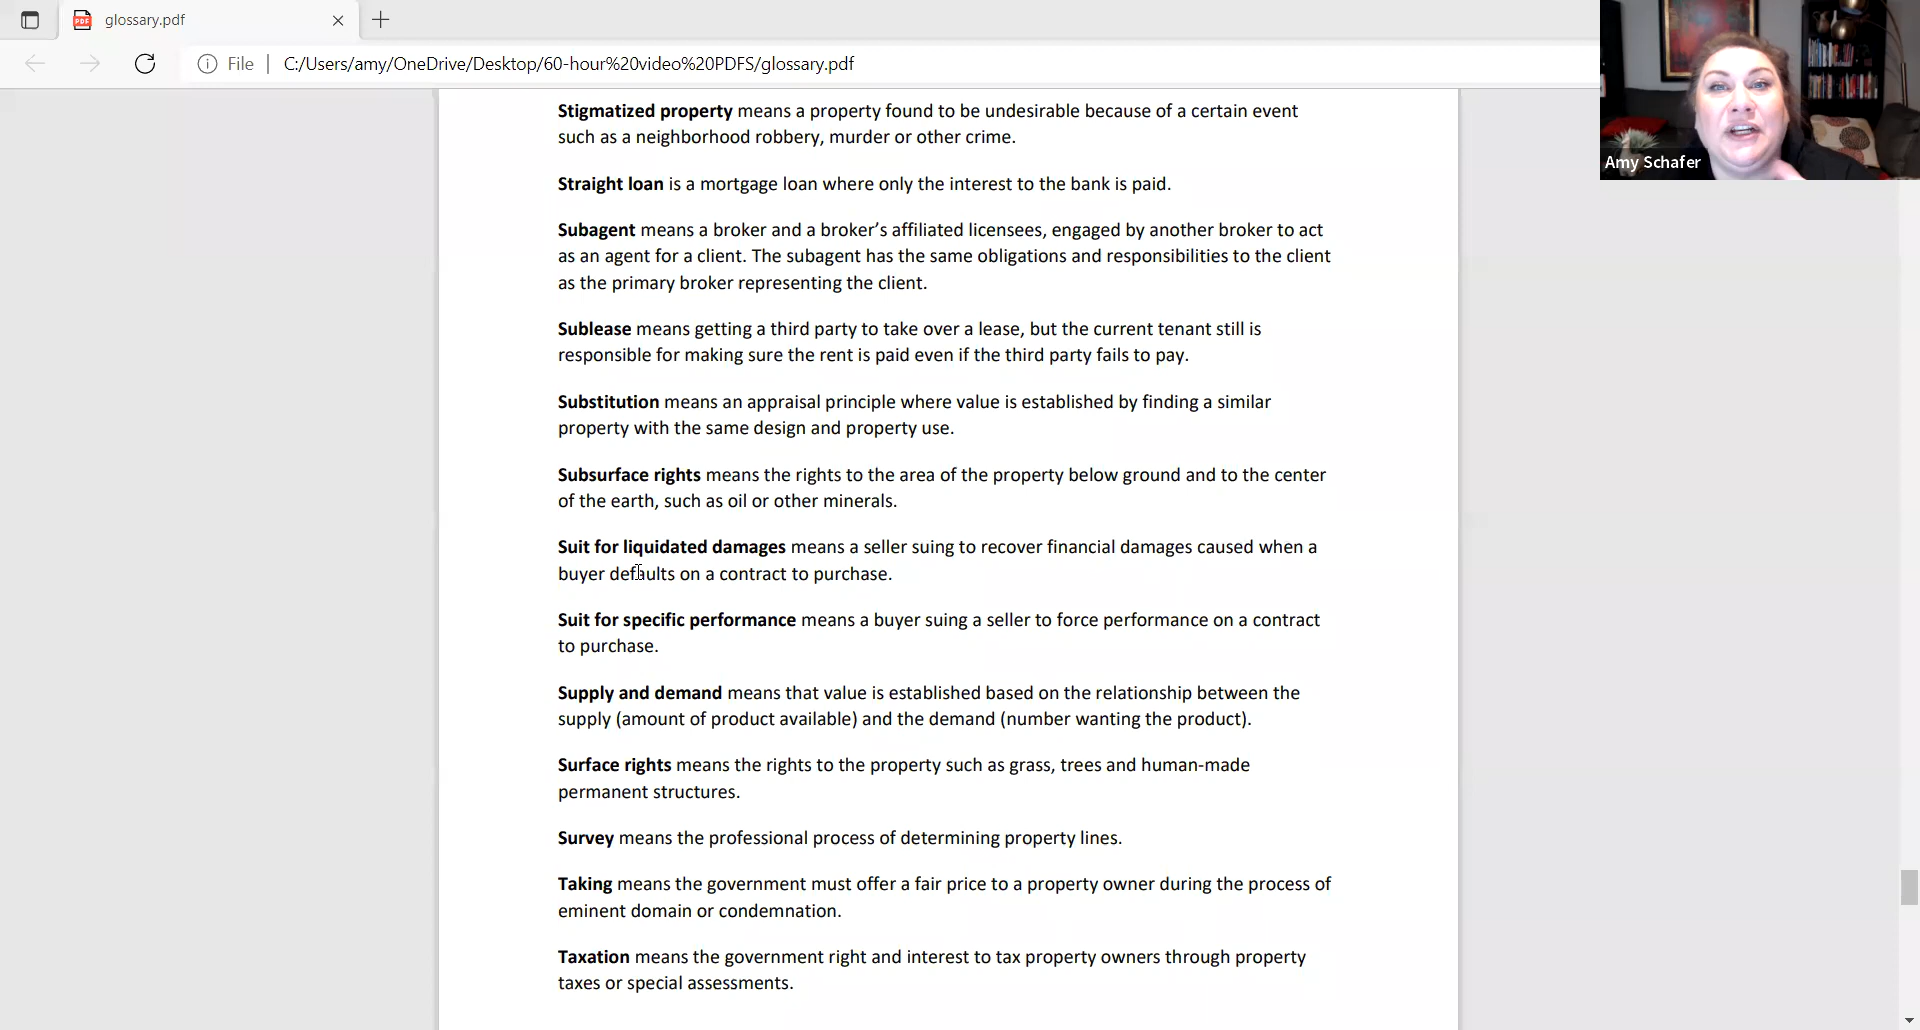 glossary.pdf
File | C:/Users/amy/OneDrive/Desktop/60-hour%20video%20PDFS/glossary.pdf
Amy Schafer
Stigmatized property means a property found to be undesirable because of a certain event
such as a neighborhood robbery, murder or other crime.
Straight loan is a mortgage loan where only the interest to the bank is paid.
Subagent means a broker and a broker’s affiliated licensees, engaged by another broker to act
as an agent for a client. The subagent has the same obligations and responsibilities to the client
as the primary broker representing the client.
Sublease means getting a third party to take over a lease, but the current tenant still is
responsible for making sure the rent is paid even if the third party fails to pay.
Substitution means an appraisal principle where value is established by finding a similar
property with the same design and property use.
Subsurface rights means the rights to the area of the property below ground and to the center
of the earth, such as oil or other minerals.
Suit for liquidated damages means a seller suing to recover financial damages caused when a
buyer defaults on a contract to purchase.
Suit for specific performance means a buyer suing a seller to force performance on a contract
to purchase.
Supply and demand means that value is established based on the relationship between the
supply (amount of product available) and the demand (number wanting the product).
Surface rights means the rights to the property such as grass, trees and human-made
permanent structures.
Survey means the professional process of determining property lines.
Taking means the government must offer a fair price to a property owner during the process of
eminent domain or condemnation.
Taxation means the government right and interest to tax property owners through property
taxes or special assessments.